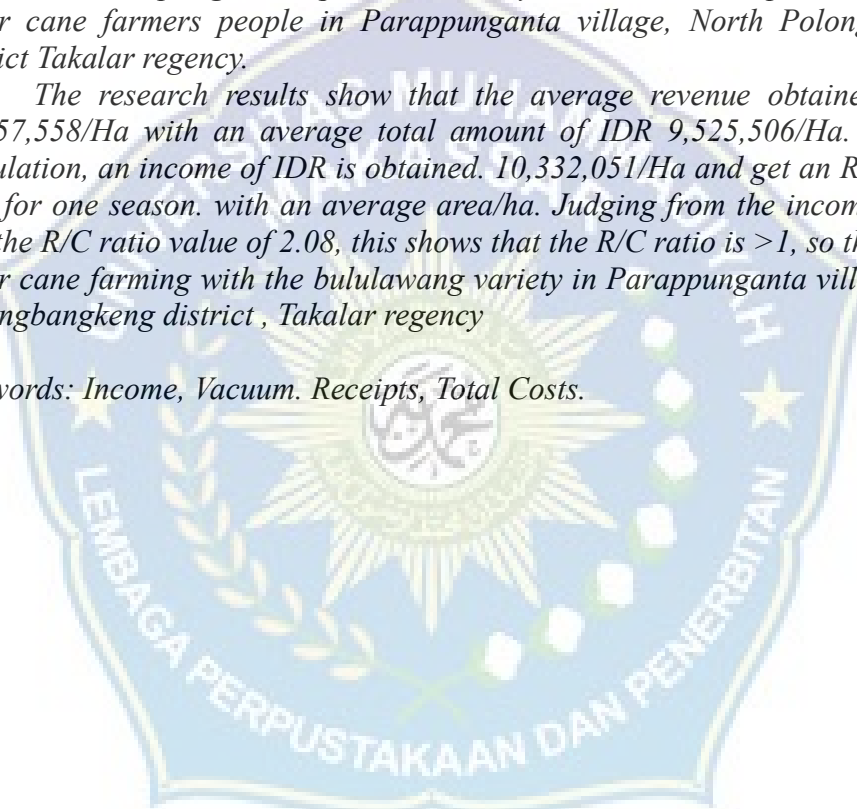 r cane farmers people in Parappunganta village, North Polong
ict Takalar regency.
The research results show that the average revenue obtaine
57,558/Ha with an average total amount of IDR 9,525,506/Ha.
ulation, an income of IDR is obtained. 10,332,051/Ha and get an R
for one season. with an average area/ha. Judging from the incom
the R/C ratio value of 2.08, this shows that the R/C ratio is >1, so th
r cane farming with the bululawang variety in Parappunganta vill
ngbangkeng district , Takalar regency
words: Income, Vacuum. Receipts, Total Costs.
UNIVERSITAS MUHAMMADIYAH
MAKASSAR
LEMBAGA PERPUSTAKAAN DAN PENERBITAN